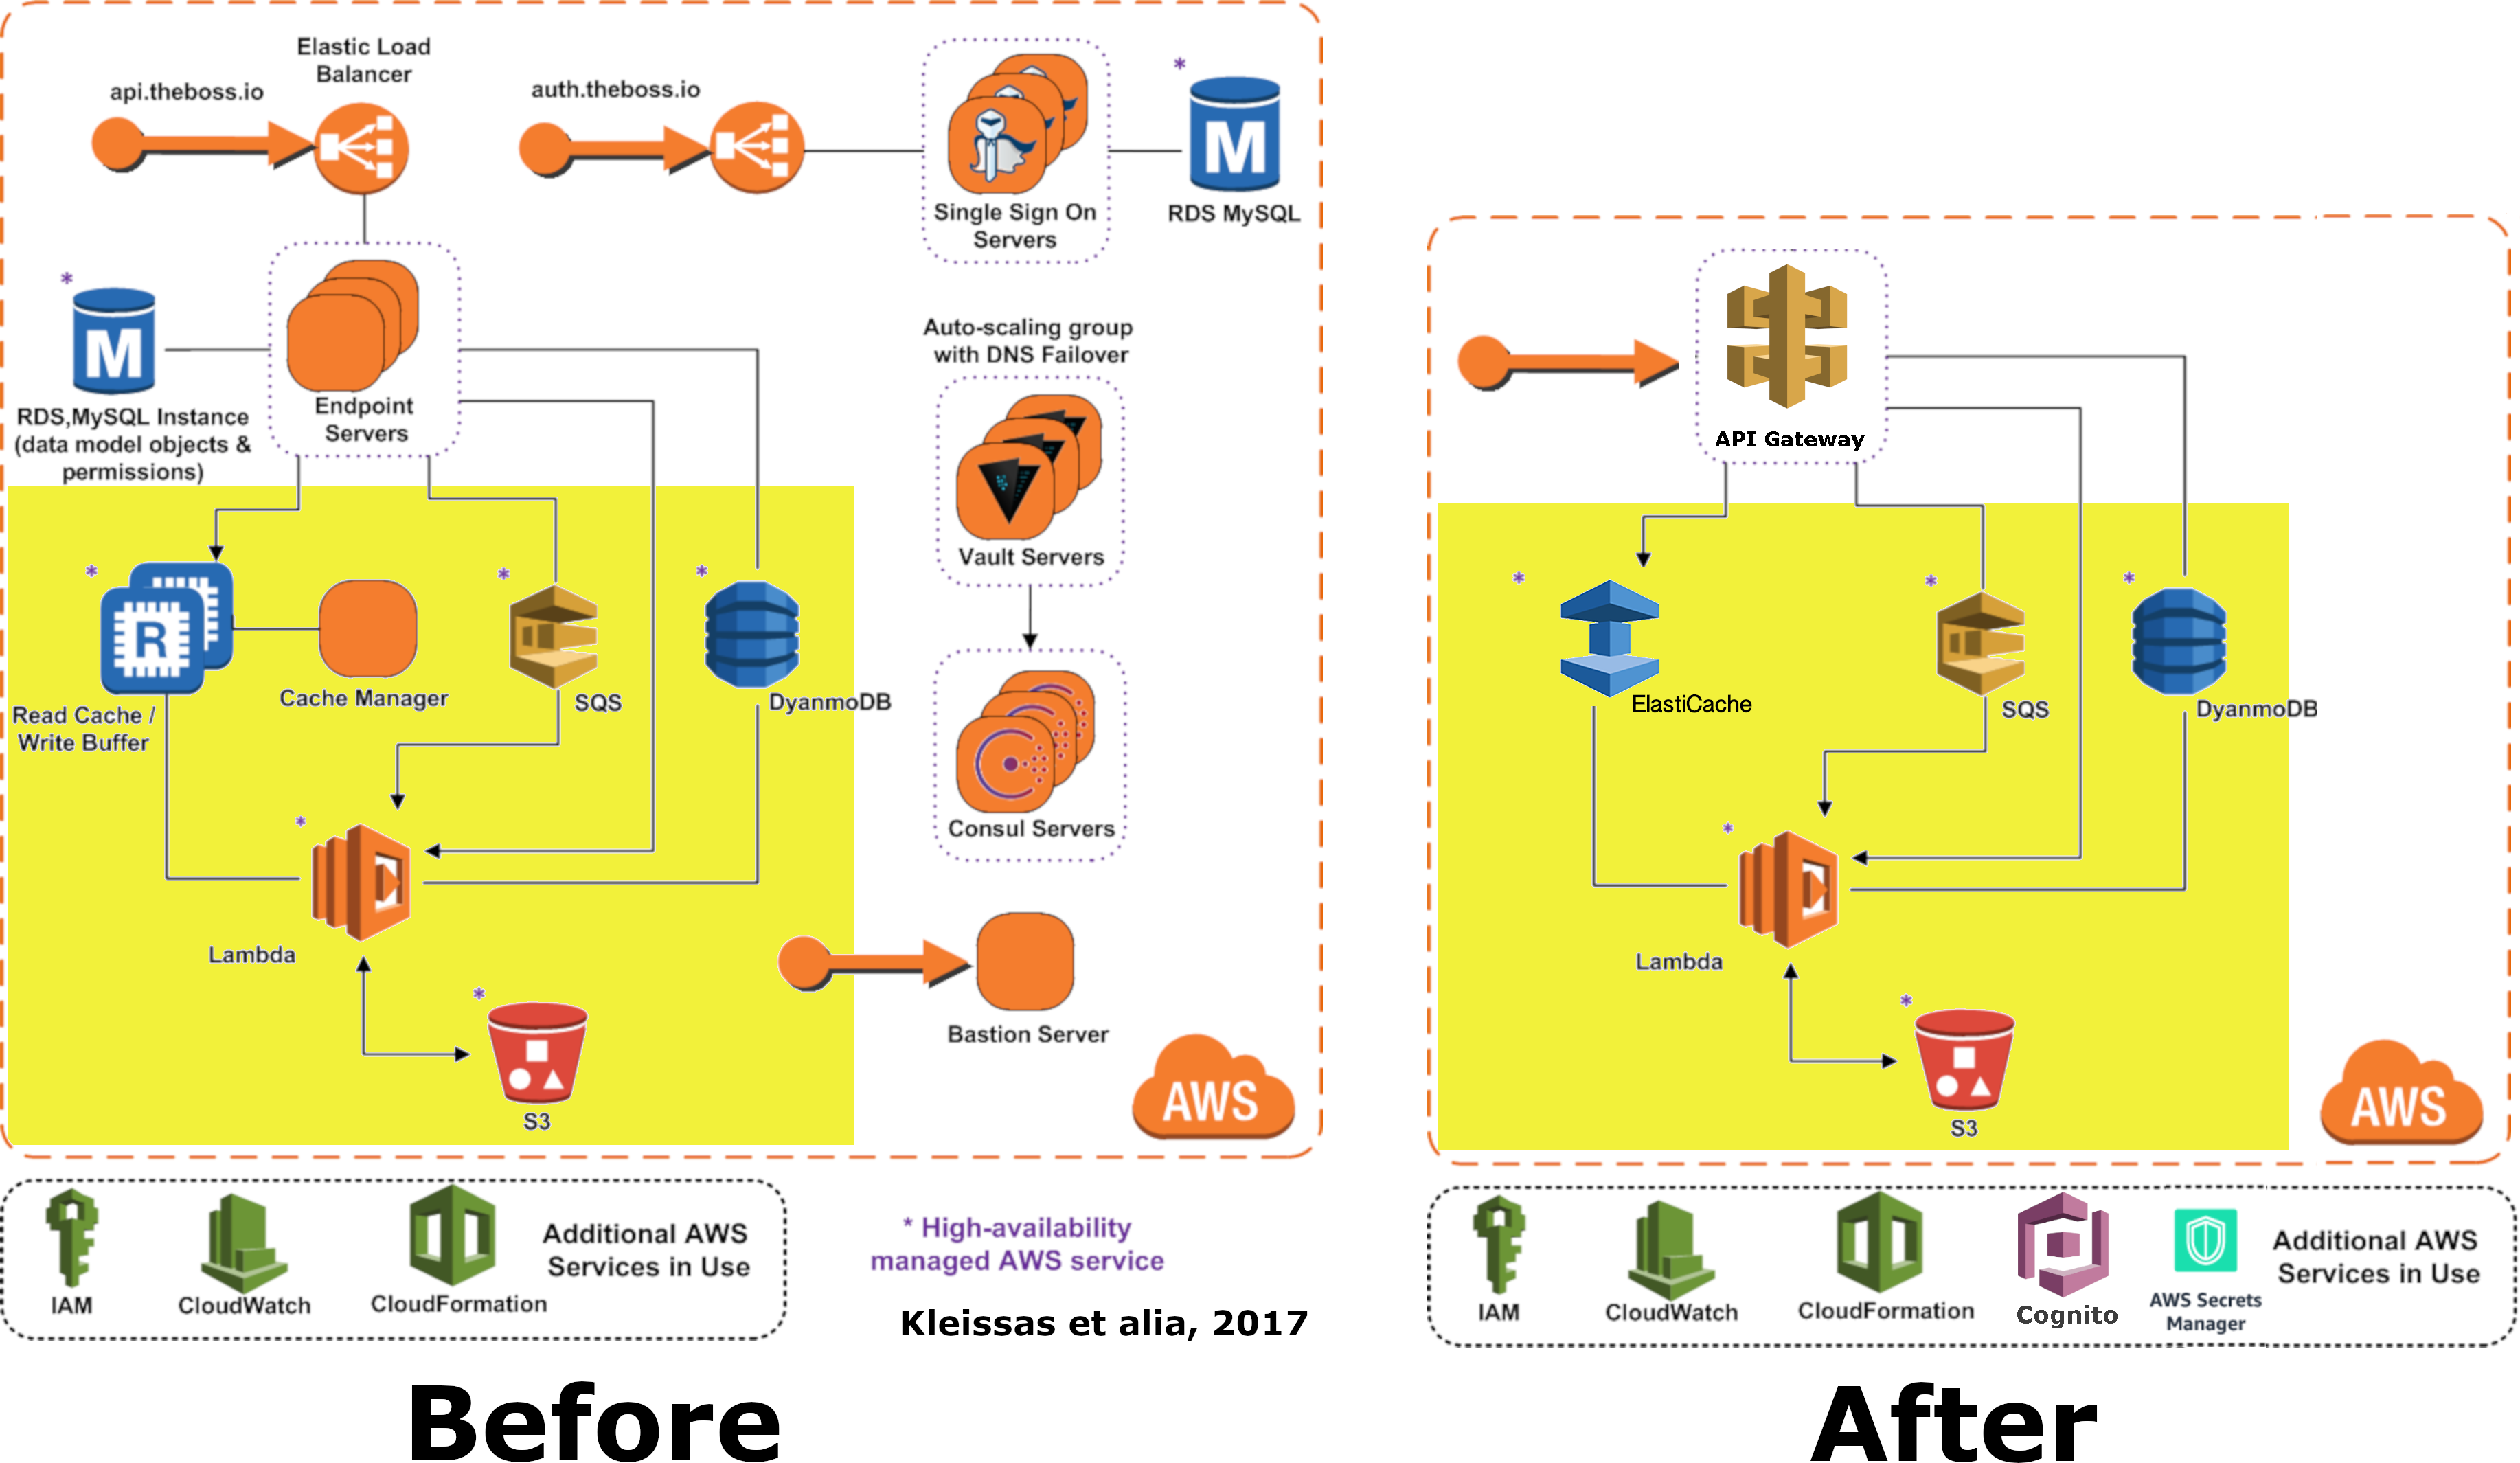 Elastic Load
Balancer
api.theboss.io
auth.theboss.io
Single Sign On
Servers
*
M
RDS MySQL
*
M
RDS,MySQL Instance
(data model objects &
permissions)
Endpoint
Servers
Auto-scaling group
with DNS Failover
Vault Servers
*
R
Read Cache /
Write Buffer
Cache Manager
*
SQS
*
DyanmoDB
Consul Servers
*
Lambda
*
S3
Bastion Server
AWS
IAM
CloudWatch
CloudFormation
Additional AWS
Services in Use
* High-availability
managed AWS service
Kleissas et alia, 2017
Before
API Gateway
*
ElastiCache
*
SQS
*
DyanmoDB
*
Lambda
*
S3
AWS
IAM
CloudWatch
CloudFormation
Cognito
AWS Secrets
Manager
Additional AWS
Services in Use
After